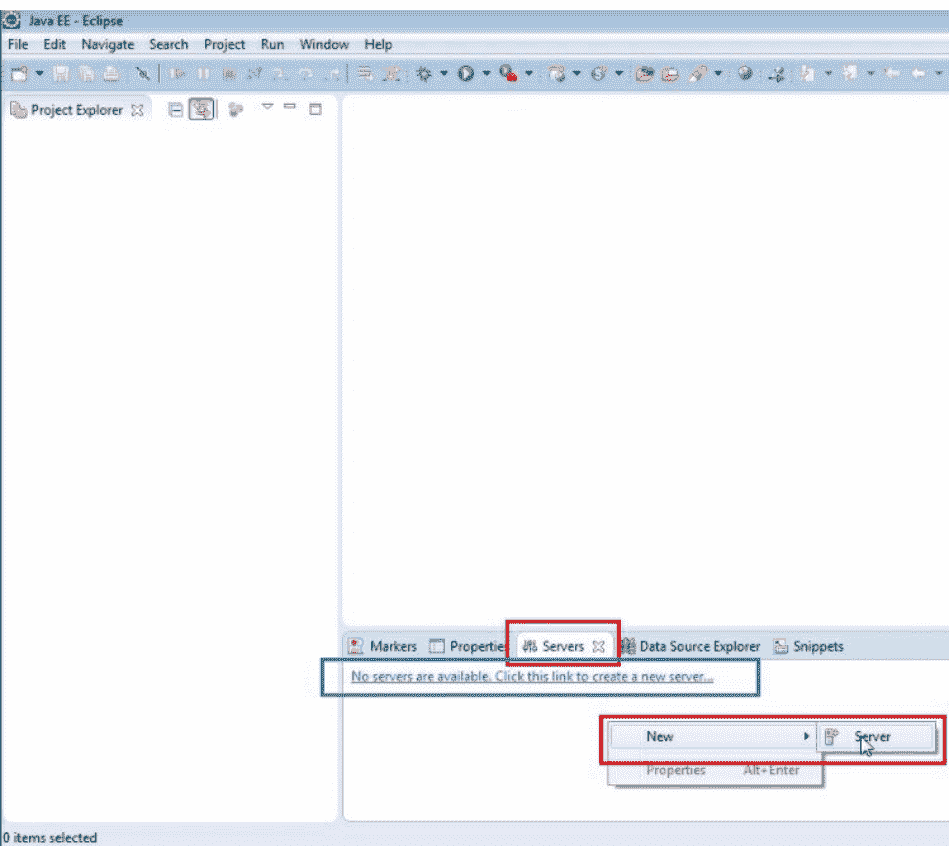 Java EE - Eclipse
File Edit Navigate Search Project Run Window Help
Project Explorer
Markers Properties Servers Data Source Explorer Snippets
No servers are available. Click this link to create a new server...
New Server
Properties Alt+Enter
0 items selected